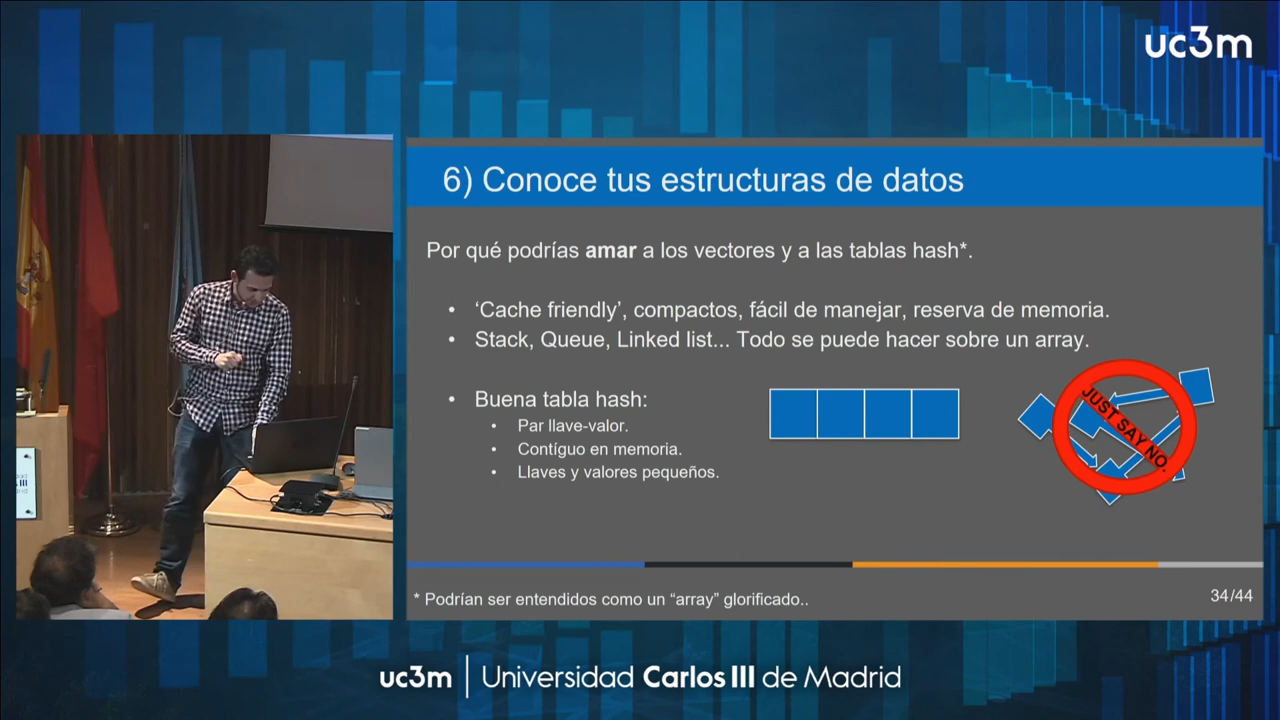 uc3m
6) Conoce tus estructuras de datos
Por qué podrías amar a los vectores y a las tablas hash*.
• ‘Cache friendly’, compactos, fácil de manejar, reserva de memoria.
• Stack, Queue, Linked list... Todo se puede hacer sobre un array.
• Buena tabla hash:
• Par llave-valor.
• Contíguo en memoria.
• Llaves y valores pequeños.
JUST SAY NO.
* Podrían ser entendidos como un “array” glorificado..
34/44
uc3m | Universidad Carlos III de Madrid